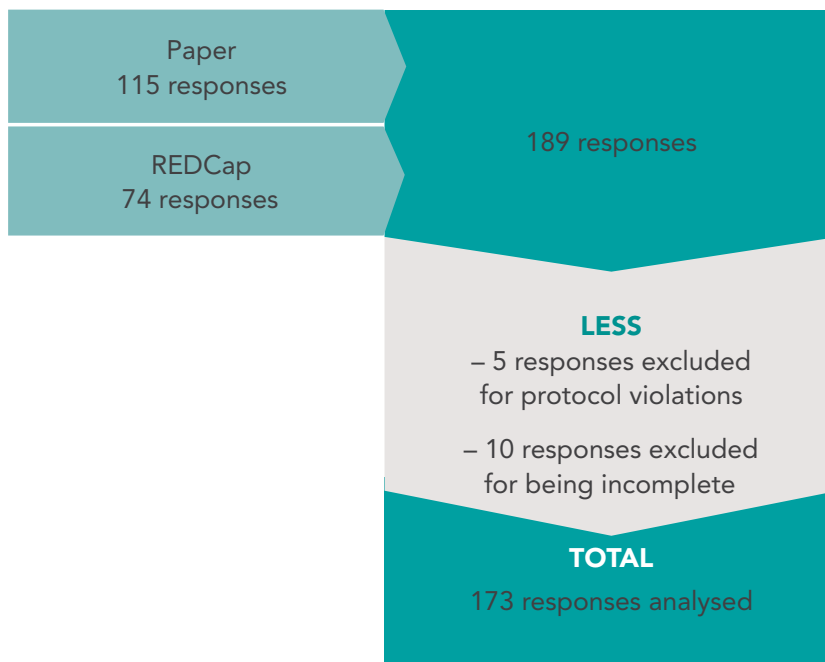 Paper
115 responses
REDCap
74 responses
189 responses
LESS
– 5 responses excluded
for protocol violations
– 10 responses excluded
for being incomplete
TOTAL
173 responses analysed